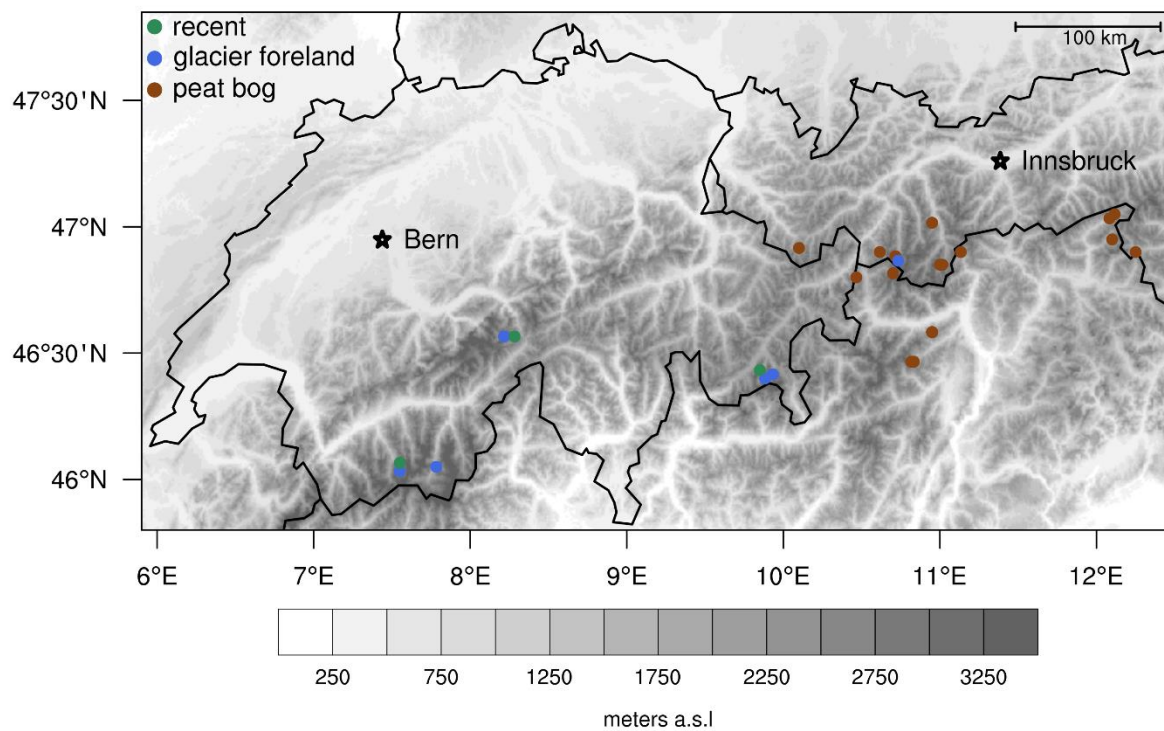 recent
glacier foreland
peat bog
100 km
47°30'N
47°N
46°30'N
46°N
Innsbruck
Bern
6°E 7°E 8°E 9°E 10°E 11°E 12°E
250 750 1250 1750 2250 2750 3250
meters a.s.l